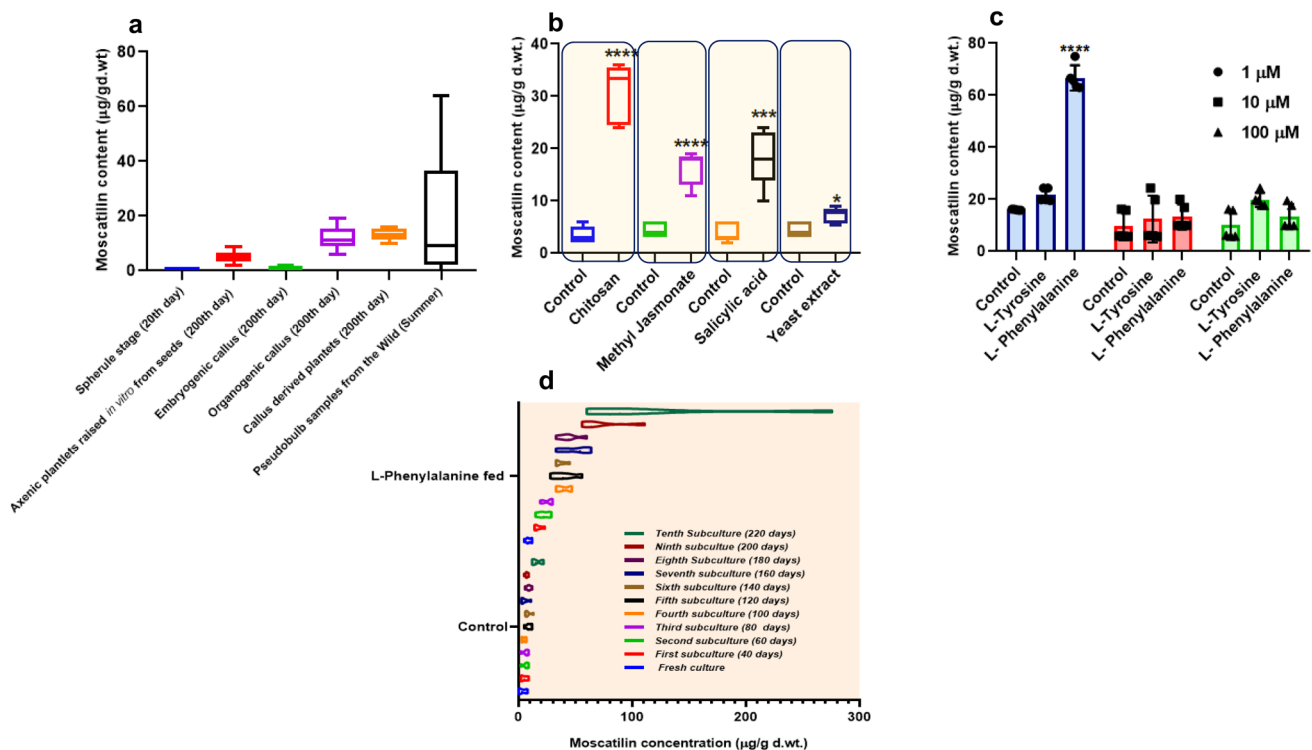 a
Moscatilin content (µg/gd.wt)
80
60
40
20
0
Spherule stage (20th day)
Axenic plantlets raised in vitro from seeds (200th day)
Embryogenic callus (200th day)
Organogenic callus (200th day)
Callus derived plantets (200th day)
Pseudobulb samples from the Wild (Summer)
b
Moscatilin content (µg/g d.wt.)
40
30
20
10
0
****
****
***
*
Control
Chitosan
Control
Methyl Jasmonate
Control
Salicylic acid
Control
Yeast extract
c
Moscatilin content (µg/g d.wt.)
80
60
40
20
0
****
1 µM
10 µM
100 µM
Control
L-Tyrosine
L- Phenylalanine
Control
L-Tyrosine
L- Phenylalanine
Control
L-Tyrosine
L- Phenylalanine
d
L-Phenylalanine fed
Control
Tenth Subculture (220 days)
Ninth subcultue (200 days)
Eighth Subculture (180 days)
Seventh subculture (160 days)
Sixth subculture (140 days)
Fifth subculture (120 days)
Fourth subculture (100 days)
Third subculture (80 days)
Second subculture (60 days)
First subculture (40 days)
Fresh culture
0
100
200
300
Moscatilin concentration (µg/g d.wt.)